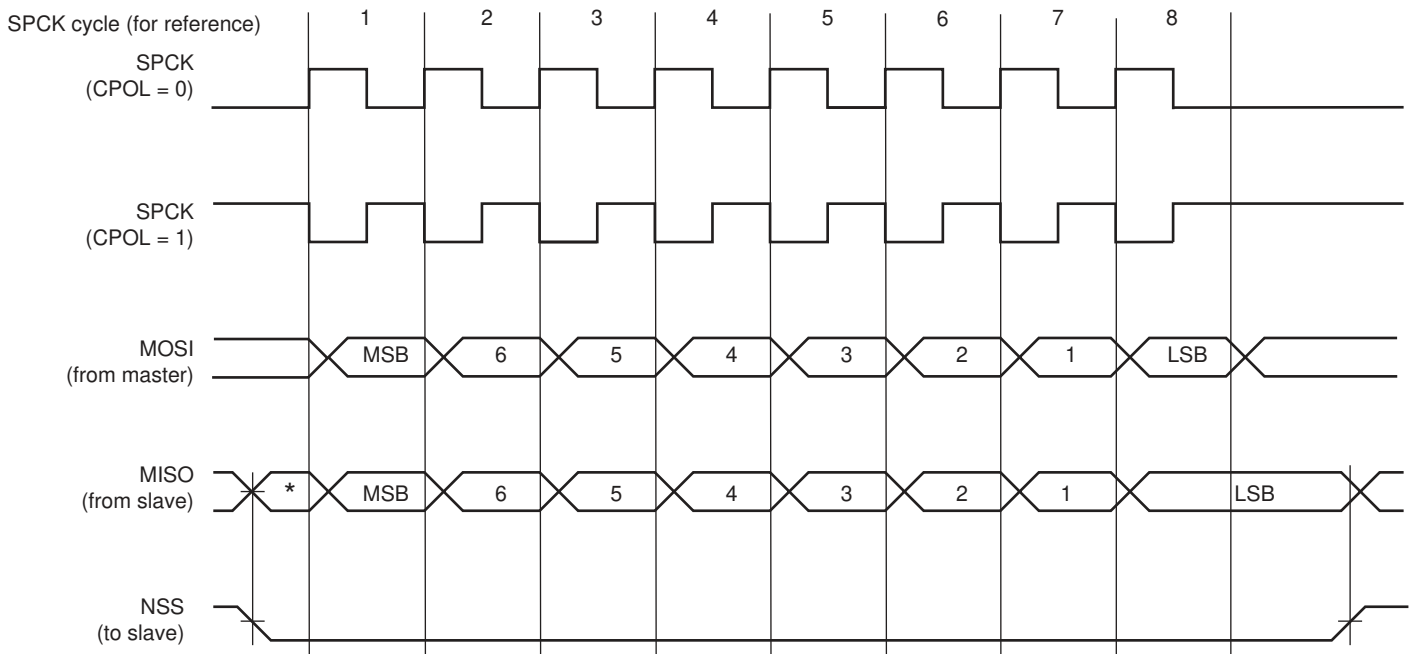 SPCK cycle (for reference) 1 2 3 4 5 6 7 8
SPCK
(CPOL = 0)
SPCK
(CPOL = 1)
MOSI
(from master)
MSB 6 5 4 3 2 1 LSB
MISO
(from slave)
* MSB 6 5 4 3 2 1 LSB
NSS
(to slave)